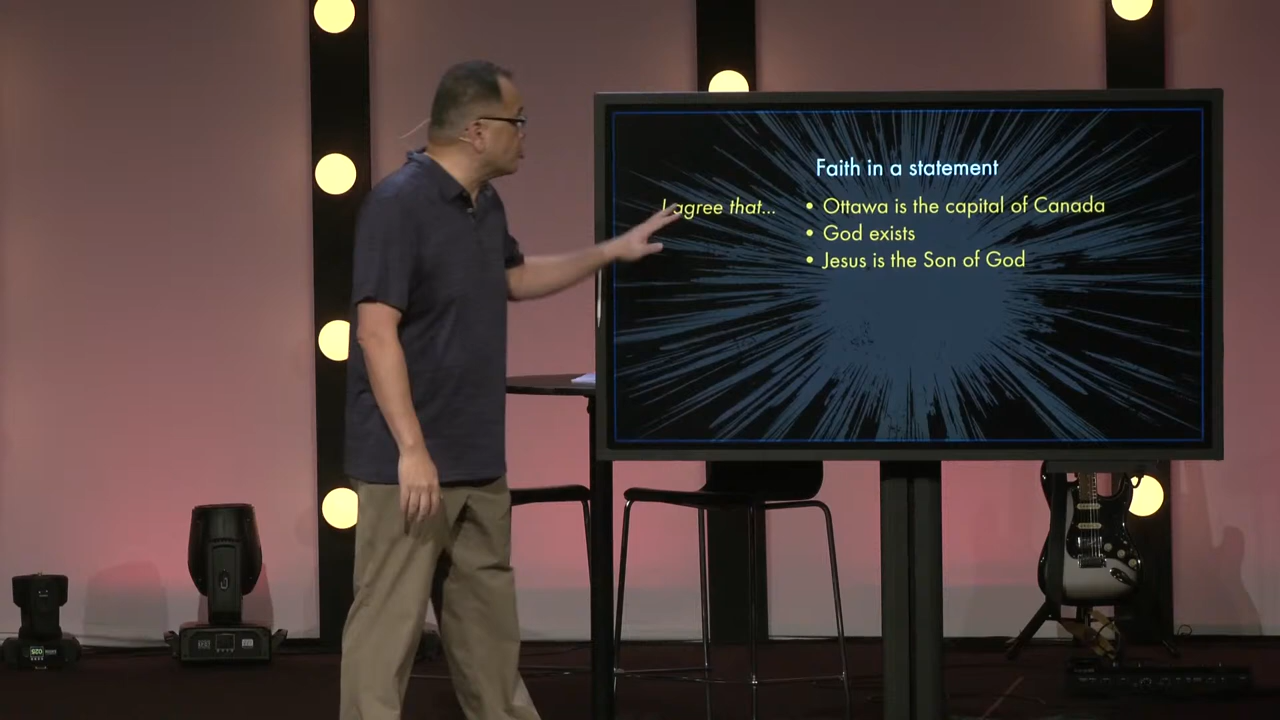 Faith in a statement
I agree that... • Ottawa is the capital of Canada
• God exists
• Jesus is the Son of God